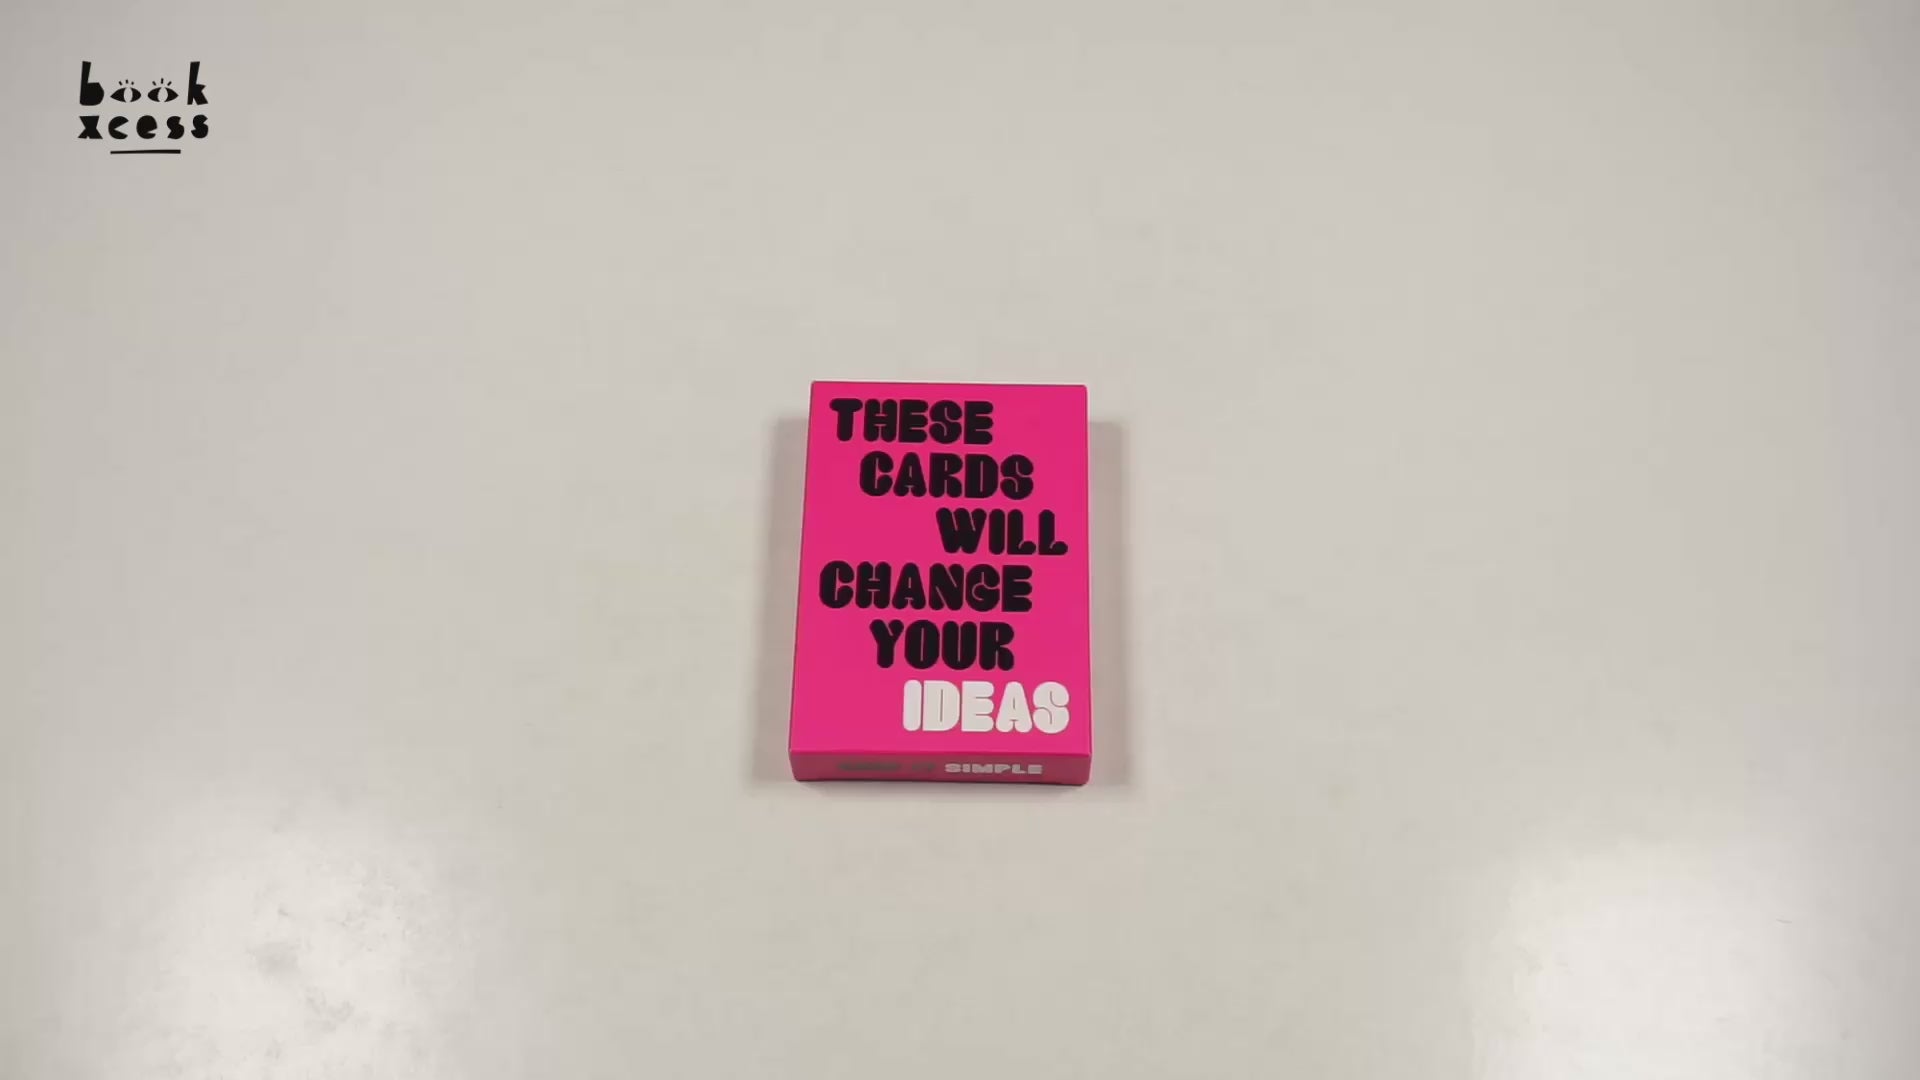 book
xcess
THESE
CARDS
WILL
CHANGE
YOUR
IDEAS
SIMPLE